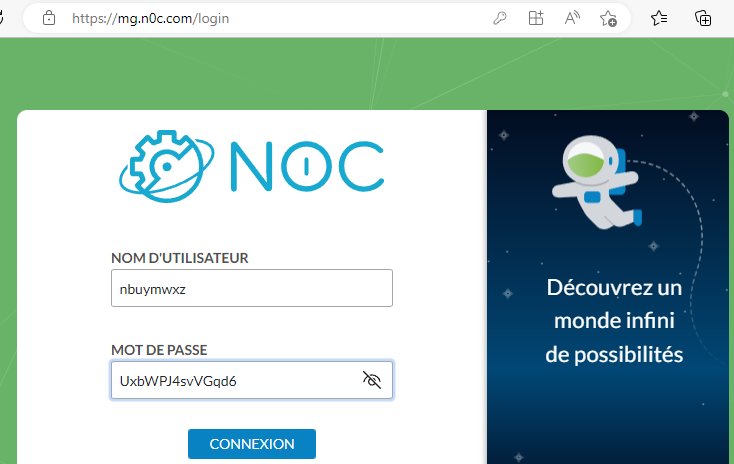 https://mg.n0c.com/login
N0C
NOM D'UTILISATEUR
nbuymwxz
MOT DE PASSE
UxbWPJ4svVGqd6
CONNEXION
Découvrez un
monde infini
de possibilités